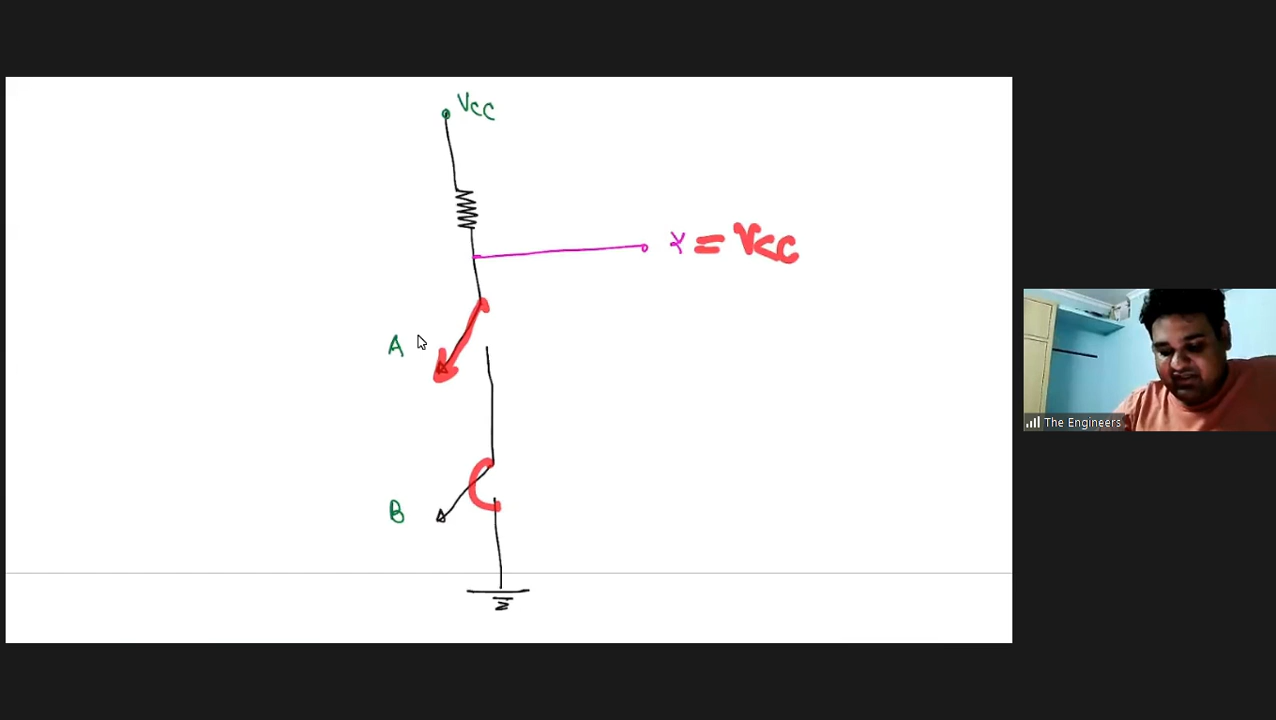 Vcc
Y = Vcc
A
B
The Engineers